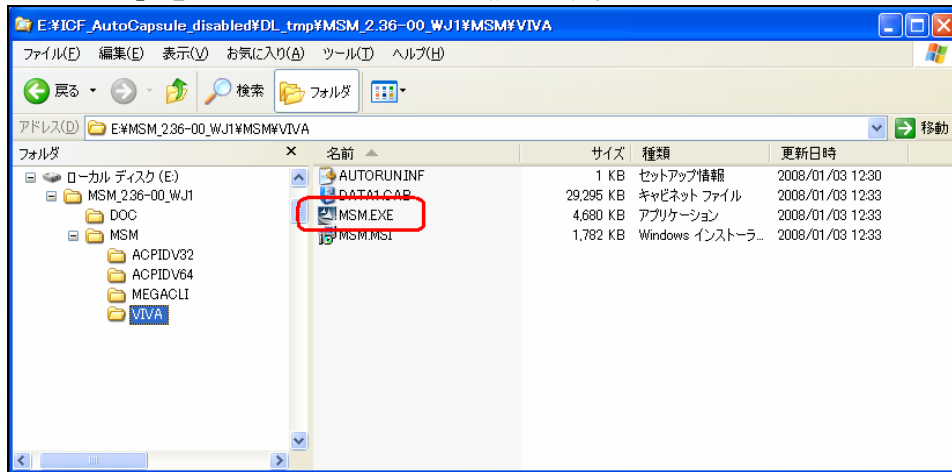 E:¥ICF_AutoCapsule_disabled¥DL_tmp¥MSM_2.36-00_WJ1¥MSM¥VIVA
ファイル(F) 編集(E) 表示(V) お気に入り(A) ツール(T) ヘルプ(H)
戻る 検索 フォルダ
アドレス(D) E:¥MSM_2.36-00_WJ1¥MSM¥VIVA 移動
フォルダ × 名前 サイズ 種類 更新日時
ローカル ディスク (E:) AUTORUN.INF 1 KB セットアップ情報 2008/01/03 12:30
MSM_2.36-00_WJ1 DATA1.CAB 29,295 KB キャビネット ファイル 2008/01/03 12:33
DOC MSM.EXE 4,680 KB アプリケーション 2008/01/03 12:33
MSM MSM.MSI 1,782 KB Windows インストーラ... 2008/01/03 12:33
ACPIDV32
ACPIDV64
MEGACLI
VIVA